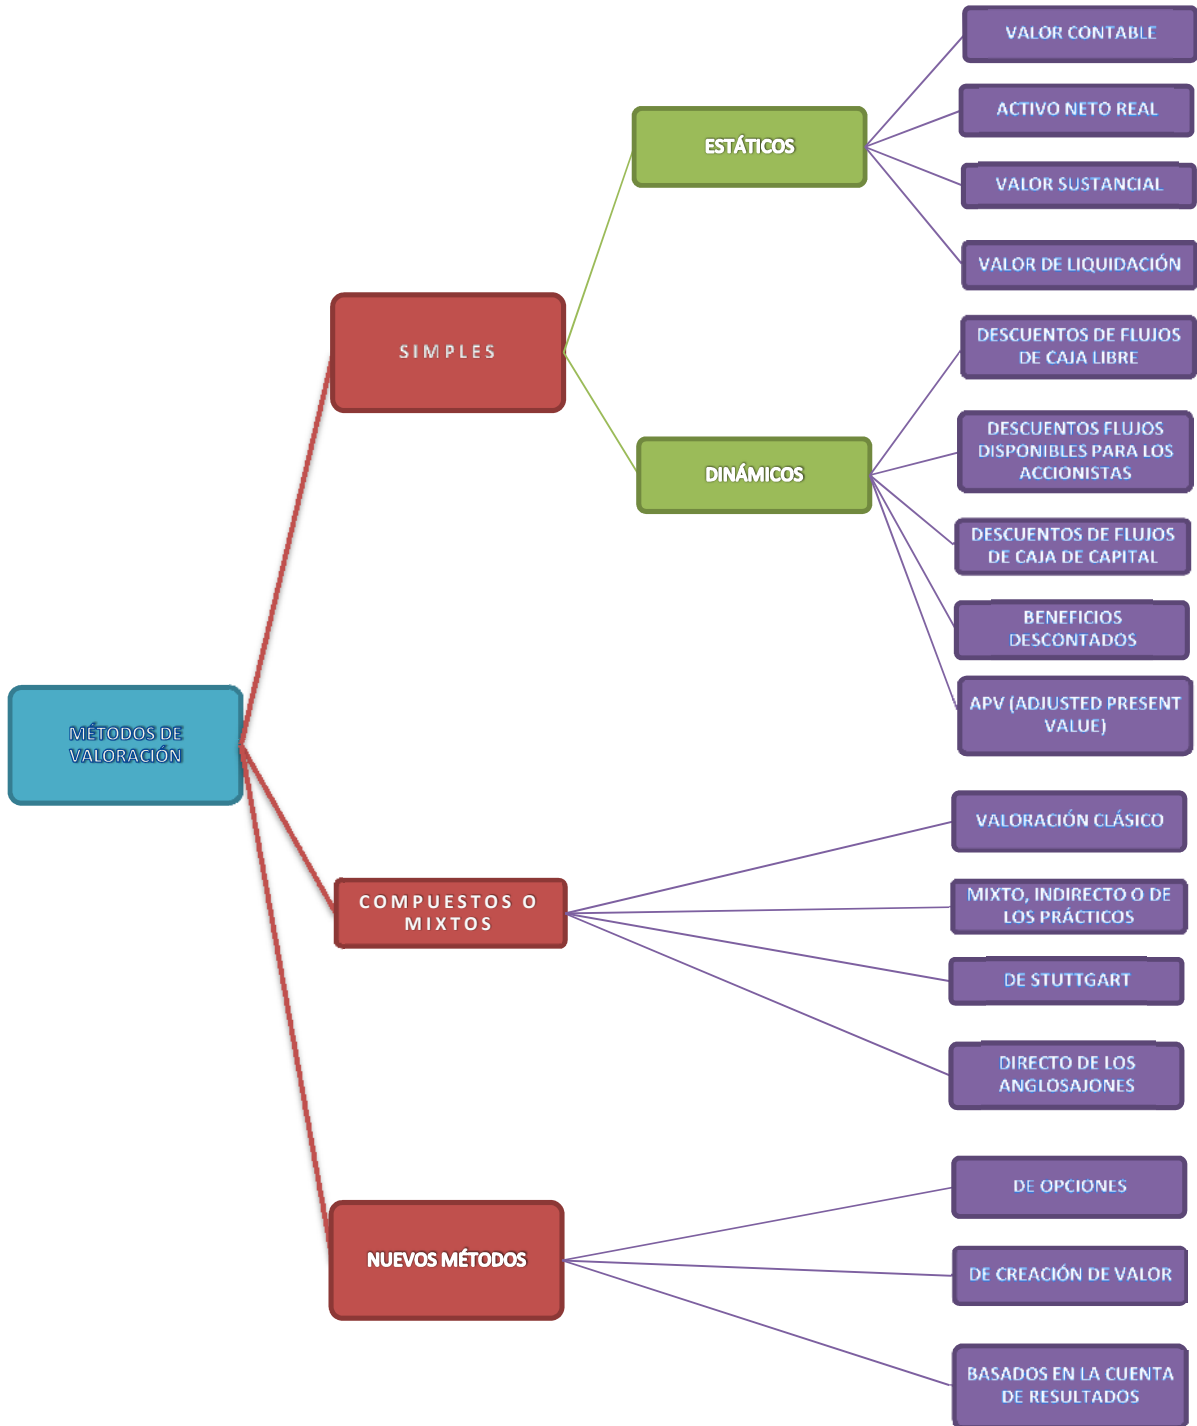 MÉTODOS DE
VALORACIÓN
SIMPLES
ESTÁTICOS
VALOR CONTABLE
ACTIVO NETO REAL
VALOR SUSTANCIAL
VALOR DE LIQUIDACIÓN
DINÁMICOS
DESCUENTOS DE FLUJOS
DE CAJA LIBRE
DESCUENTOS FLUJOS
DISPONIBLES PARA LOS
ACCIONISTAS
DESCUENTOS DE FLUJOS
DE CAJA DE CAPITAL
BENEFICIOS
DESCONTADOS
APV (ADJUSTED PRESENT
VALUE)
COMPUESTOS O
MIXTOS
VALORACIÓN CLÁSICO
MIXTO, INDIRECTO O DE
LOS PRÁCTICOS
DE STUTTGART
DIRECTO DE LOS
ANGLOSAJONES
NUEVOS MÉTODOS
DE OPCIONES
DE CREACIÓN DE VALOR
BASADOS EN LA CUENTA
DE RESULTADOS